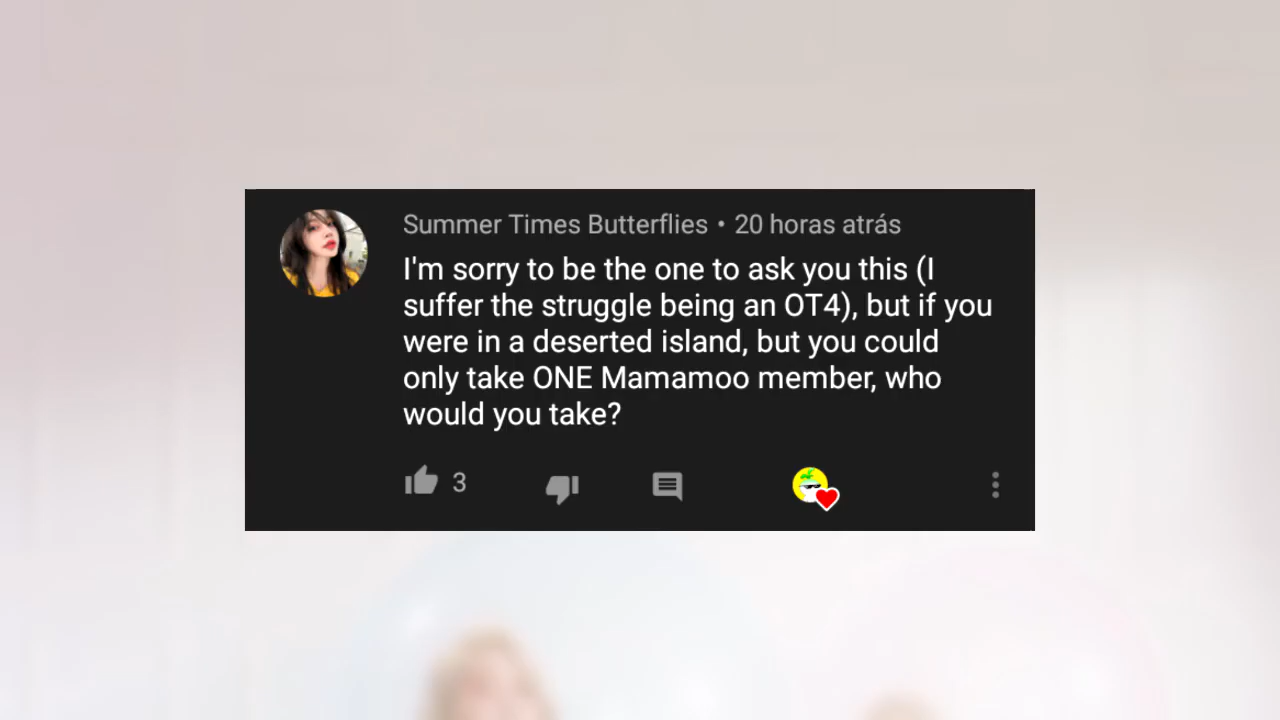 Summer Times Butterflies • 20 horas atrás
I'm sorry to be the one to ask you this (I
suffer the struggle being an OT4), but if you
were in a deserted island, but you could
only take ONE Mamamoo member, who
would you take?
3